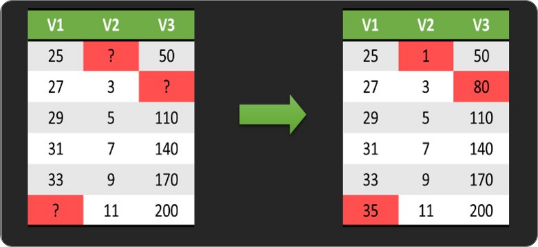 V1 V2 V3 V1 V2 V3
25 ? 50 25 1 50
27 3 ? 27 3 80
29 5 110 29 5 110
31 7 140 31 7 140
33 9 170 33 9 170
? 11 200 35 11 200